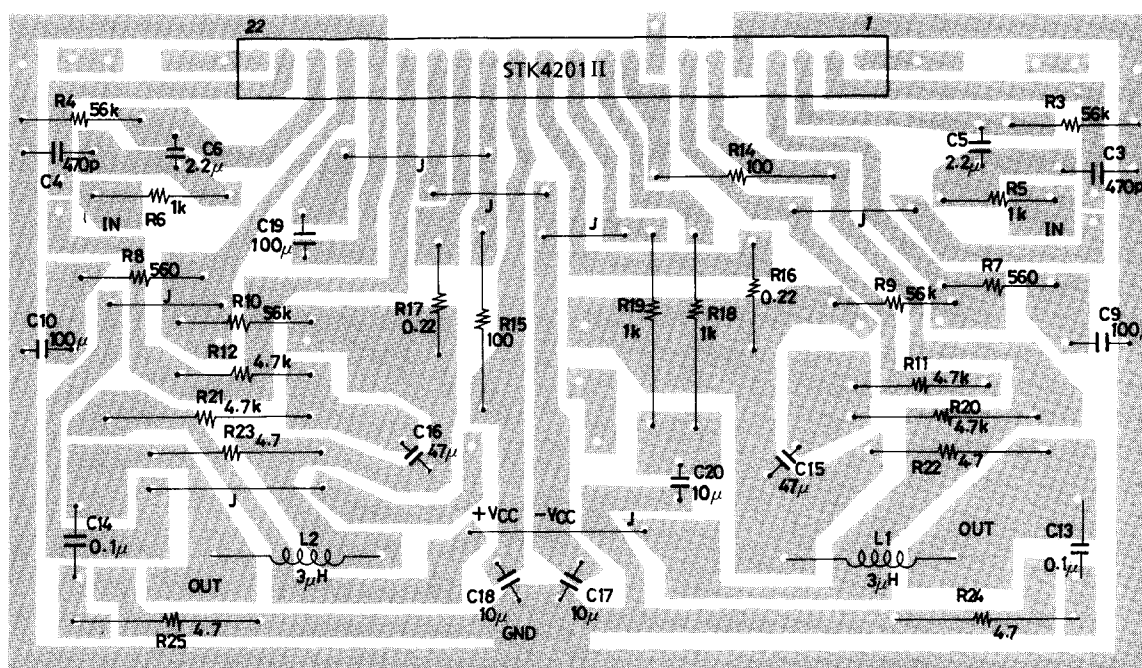 22
1
STK4201 II
R4
56k
470p
C4
C6
2.2μ
R6
1k
IN
J
J
J
J
R14
100
R3
56k
C5
2.2μ
C3
470p
R5
1k
IN
C19
100μ
R8
560
J
R10
56k
C10
100μ
R12
4.7k
R21
4.7k
R23
4.7
J
R17
0.22
R15
100
R19
1k
R18
1k
R16
0.22
R9
56k
R7
560
C9
100
R11
4.7k
R20
4.7k
R22
4.7
C16
47μ
C20
10μ
C15
47μ
+VCC
-VCC
J
C14
0.1μ
L2
3μH
OUT
R25
4.7
C18
10μ
C17
10μ
GND
L1
3μH
OUT
C13
0.1μ
R24
4.7